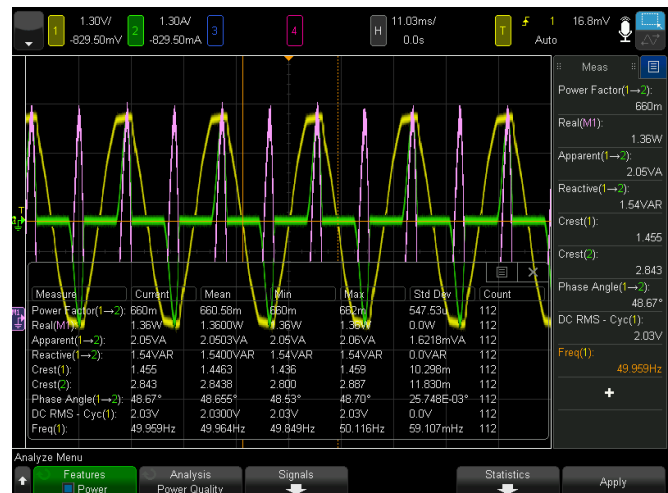 1 1.30V/ -829.50mV 2 1.30A/ -829.50mA 3 4 H 11.03ms/ 0.0s T 1 16.8mV Auto
Meas
Power Factor(1→2):
660m
Real(M1):
1.36W
Apparent(1→2):
2.05VA
Reactive(1→2):
1.54VAR
Crest(1):
1.455
Crest(2):
2.843
Phase Angle(1→2):
48.67°
DC RMS - Cyc(1):
2.03V
Freq(1):
49.959Hz
+
T
Measure Current Mean Min Max Std Dev Count
Power Factor(1→2): 660m 660.58m 660m 662m 547.53u 112
Real(M1): 1.36W 1.3600W 1.36W 1.36W 0.0W 112
Apparent(1→2): 2.05VA 2.0503VA 2.05VA 2.06VA 1.6218mVA 112
Reactive(1→2): 1.54VAR 1.5400VAR 1.54VAR 1.54VAR 0.0VAR 112
Crest(1): 1.455 1.4463 1.436 1.459 10.298m 112
Crest(2): 2.843 2.8438 2.800 2.887 11.830m 112
Phase Angle(1→2): 48.67° 48.655° 48.53° 48.70° 25.748E-03° 112
DC RMS - Cyc(1): 2.03V 2.0300V 2.03V 2.03V 0.0V 112
Freq(1): 49.959Hz 49.964Hz 49.849Hz 50.116Hz 59.107mHz 112
Analyze Menu
Features
Power
Analysis
Power Quality
Signals
Statistics
Apply